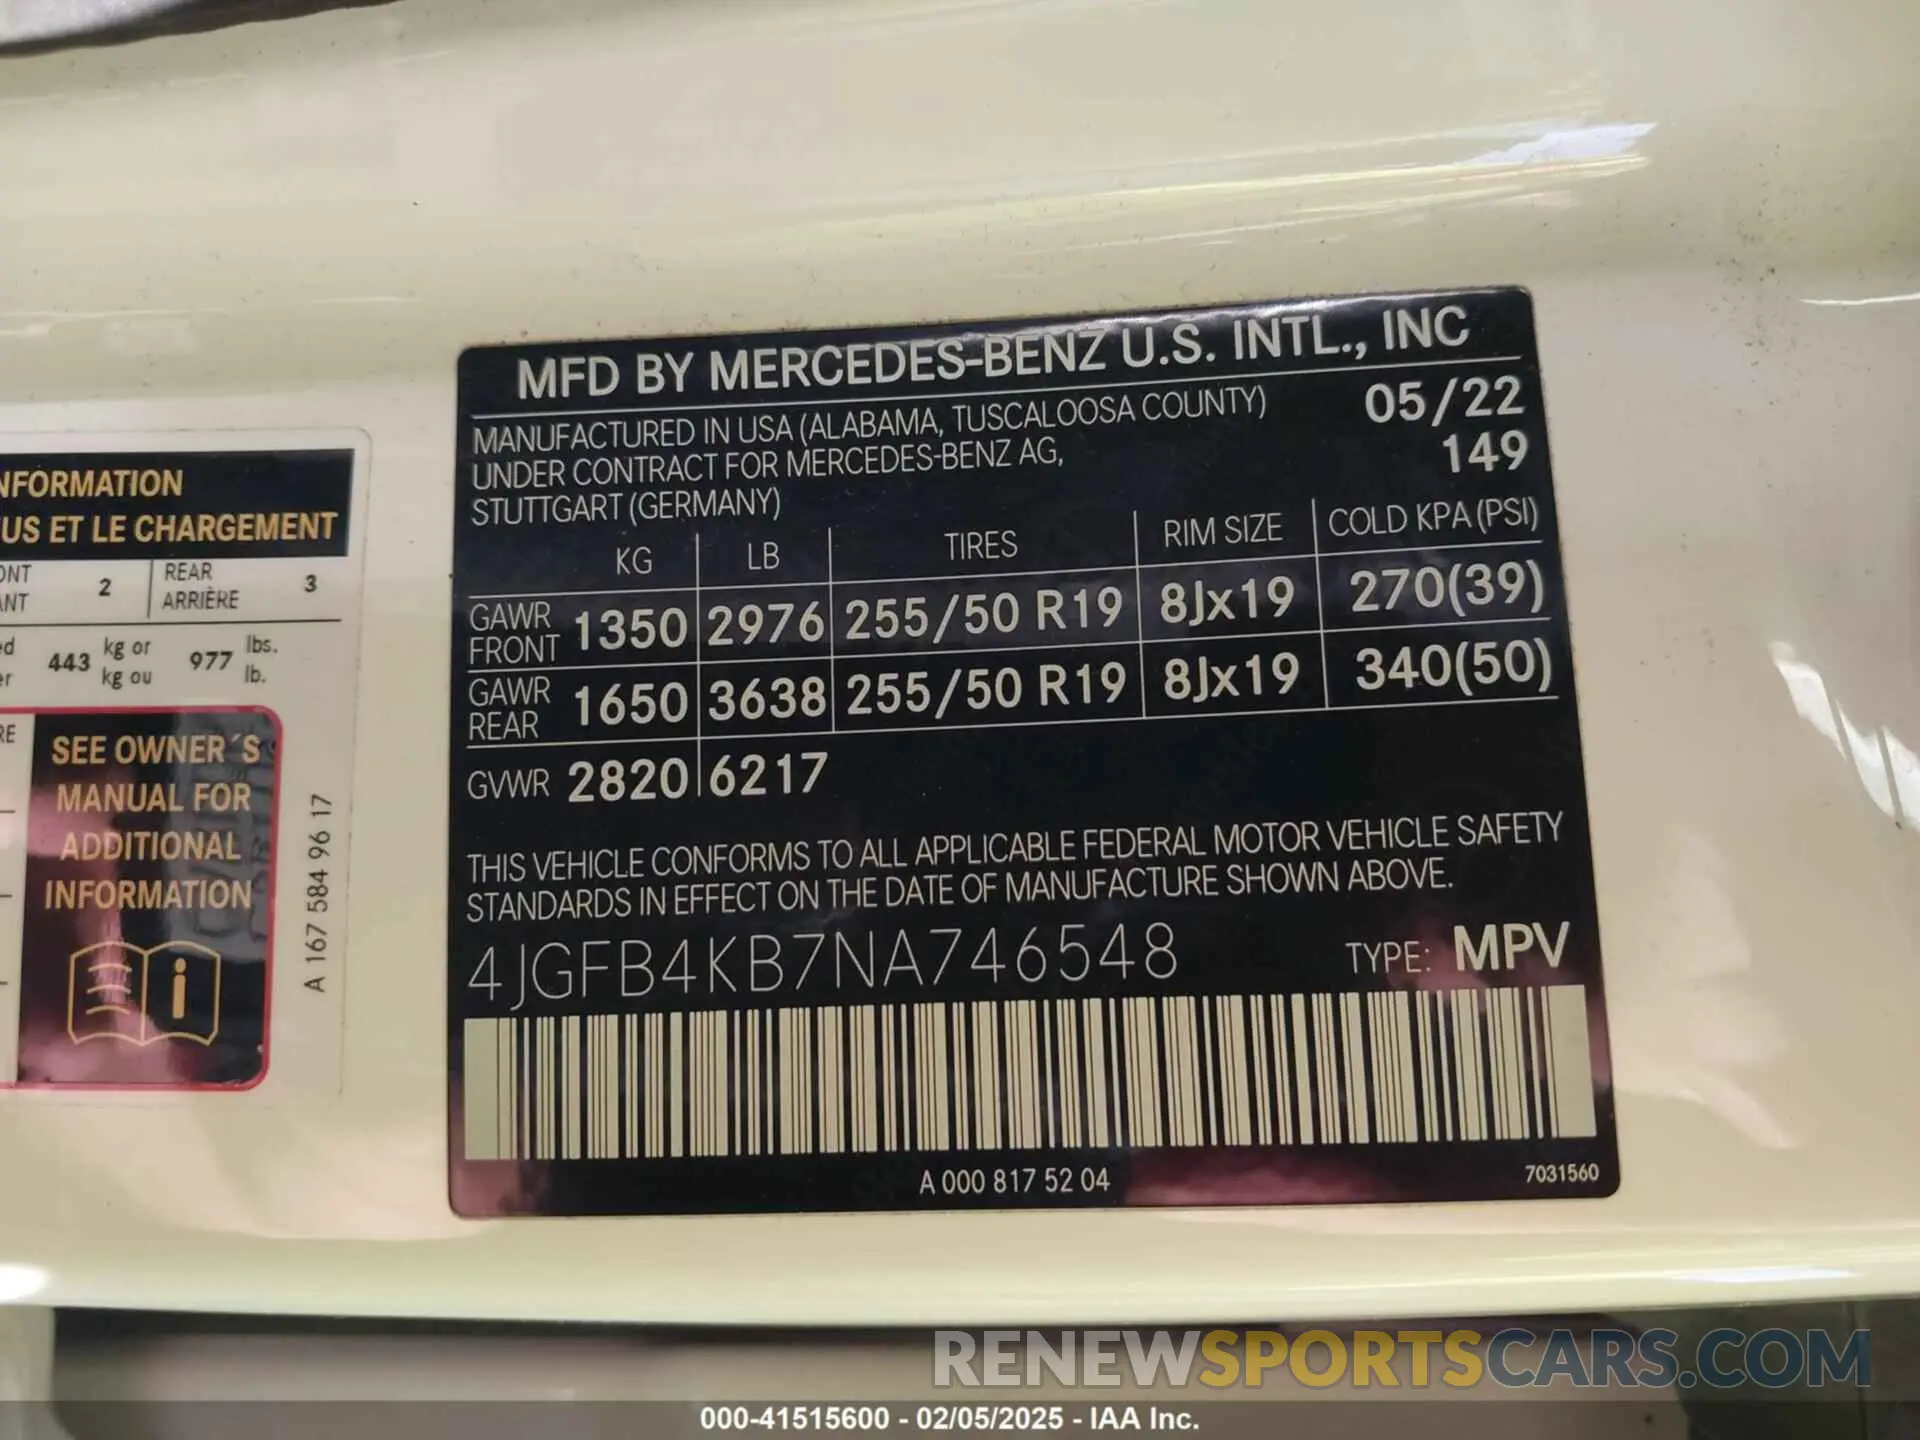 NFORMATION
US ET LE CHARGEMENT
ONT
ANT
2
REAR
ARRIÈRE
3
443 kg or 977 lbs.
kg ou lb.
SEE OWNER´S
MANUAL FOR
ADDITIONAL
INFORMATION
A 167 584 96 17
MFD BY MERCEDES-BENZ U.S. INTL., INC
MANUFACTURED IN USA (ALABAMA, TUSCALOOSA COUNTY) 05/22
UNDER CONTRACT FOR MERCEDES-BENZ AG, 149
STUTTGART (GERMANY)
KG LB TIRES RIM SIZE COLD KPA (PSI)
GAWR FRONT 1350 2976 255/50 R19 8Jx19 270(39)
GAWR REAR 1650 3638 255/50 R19 8Jx19 340(50)
GVWR 2820 6217
THIS VEHICLE CONFORMS TO ALL APPLICABLE FEDERAL MOTOR VEHICLE SAFETY
STANDARDS IN EFFECT ON THE DATE OF MANUFACTURE SHOWN ABOVE.
4JGFB4KB7NA746548 TYPE: MPV
A 000 817 52 04
7031560
RENEWSPORTSCARS.COM
000-41515600 - 02/05/2025 - IAA Inc.